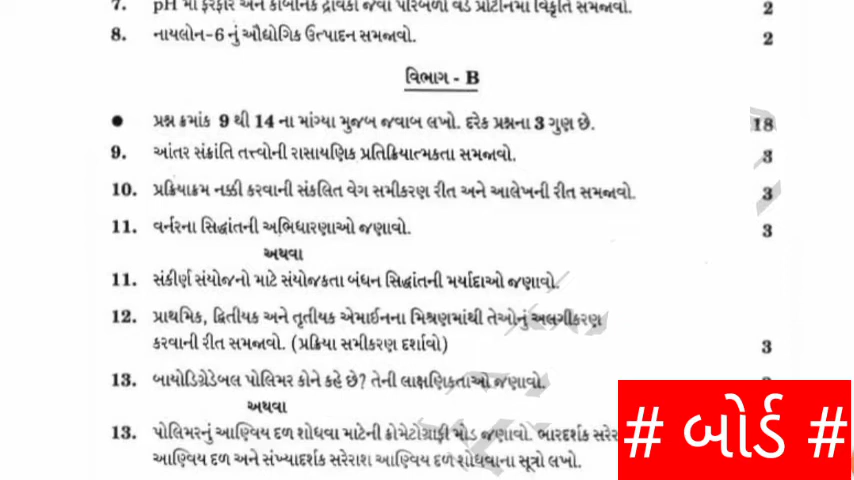 7. pH માં ફેરફાર અને કાર્બનિક દ્રાવકો જેવાં પરિબળો વડે પ્રોટીનમાં વિકૃતિ સમજાવો. 2
8. નાયલોન-6 નું ઔદ્યોગિક ઉત્પાદન સમજાવો. 2
વિભાગ - B
● પ્રશ્ન ક્રમાંક 9 થી 14 ના માંગ્યા મુજબ જવાબ લખો. દરેક પ્રશ્નના 3 ગુણ છે. 18
9. આંતર સંક્રાંતિ તત્ત્વોની રાસાયણિક પ્રતિક્રિયાત્મકતા સમજાવો. 3
10. પ્રક્રિયાક્રમ નક્કી કરવાની સંકલિત વેગ સમીકરણ રીત અને આલેખની રીત સમજાવો. 3
11. વર્નરના સિદ્ધાંતની અભિધારણાઓ જણાવો. 3
અથવા
11. સંકીર્ણ સંયોજનો માટે સંયોજકતા બંધન સિદ્ધાંતની મર્યાદાઓ જણાવો.
12. પ્રાથમિક, દ્વિતીયક અને તૃતીયક એમાઈનના મિશ્રણમાંથી તેઓનું અલગીકરણ
કરવાની રીત સમજાવો. (પ્રક્રિયા સમીકરણ દર્શાવો) 3
13. બાયોડિગ્રેડેબલ પોલિમર કોને કહે છે? તેની લાક્ષણિકતાઓ જણાવો.
અથવા
13. પોલિમરનું આણ્વિય દળ શોધવા માટેની ક્રોમેટોગ્રાફી મોડ જણાવો. ભારદર્શક
આણ્વિય દળ અને સંખ્યાદર્શક સરેરાશ આણ્વિય દળ શોધવાના સૂત્રો લખો.
# બોર્ડ #